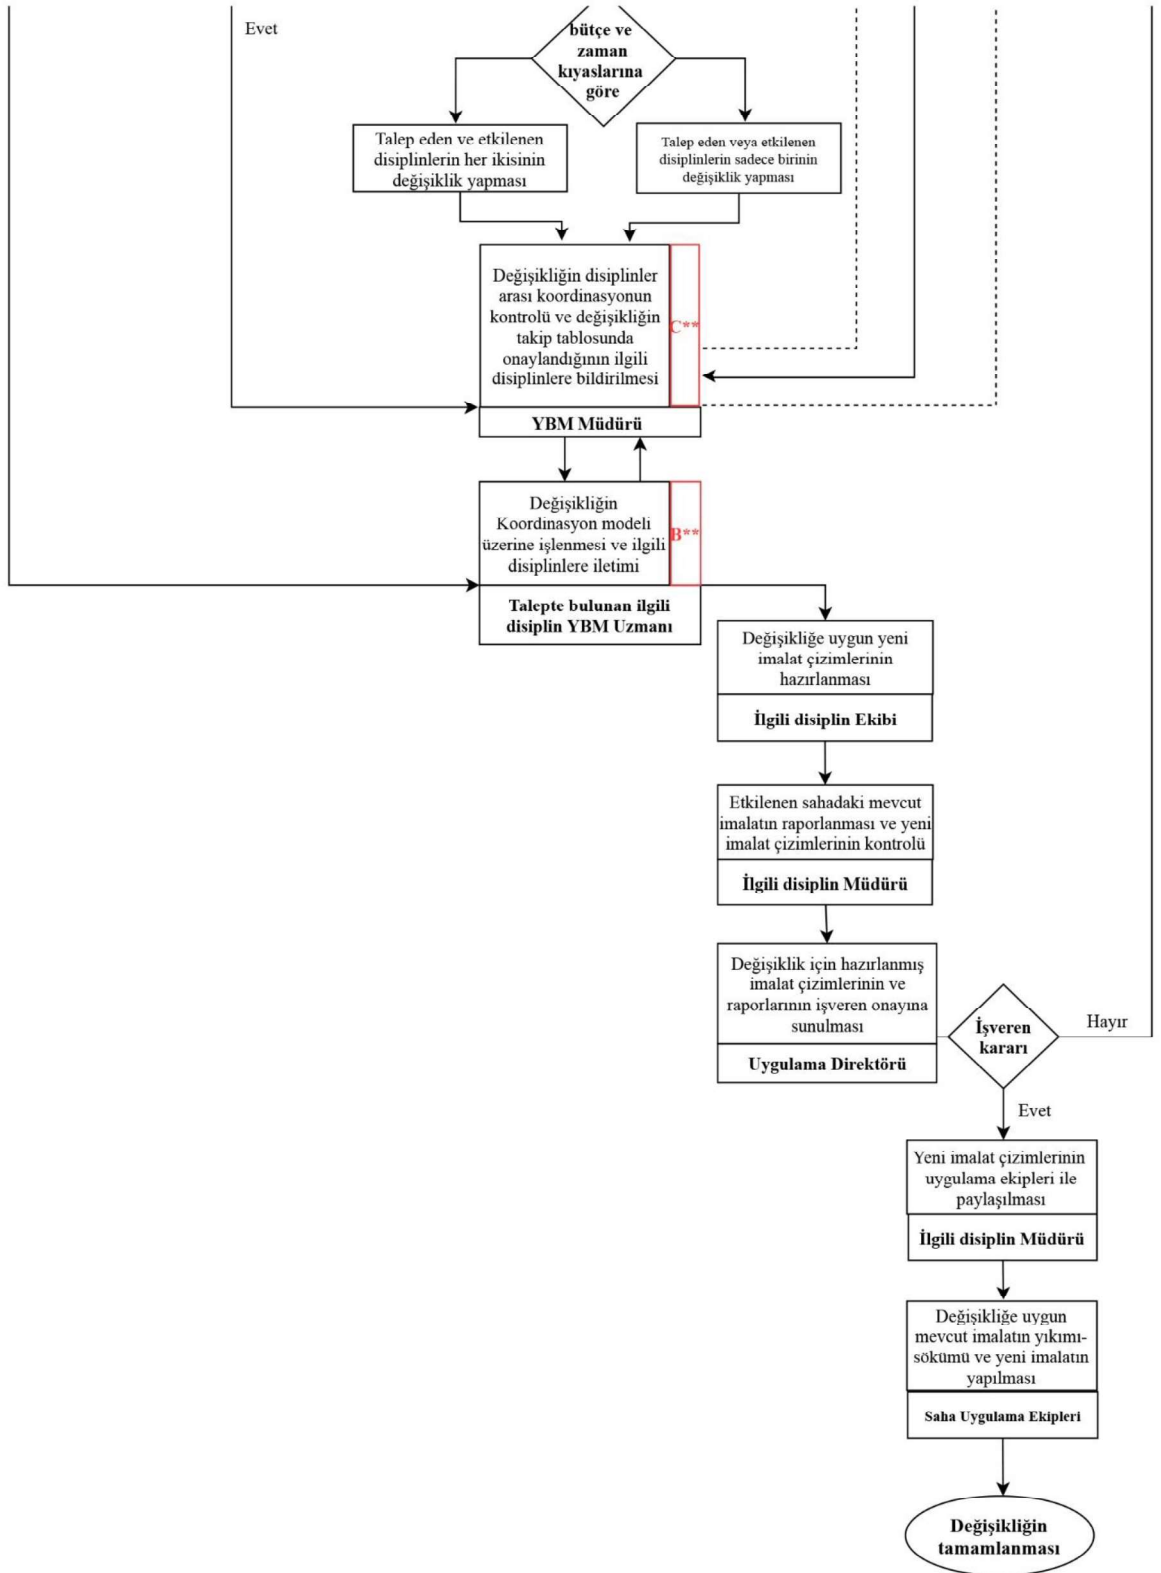 Evet
bütçe ve
zaman
kıyaslarına
göre
Talep eden ve etkilenen
disiplinlerin her ikisinin
değişiklik yapması
Talep eden veya etkilenen
disiplinlerin sadece birinin
değişiklik yapması
Değişikliğin disiplinler
arası koordinasyonun
kontrolü ve değişikliğin
takip tablosunda
onaylandığının ilgili
disiplinlere bildirilmesi
C**
YBM Müdürü
Değişikliğin
Koordinasyon modeli
üzerine işlenmesi ve ilgili
disiplinlere iletimi
B**
Talepte bulunan ilgili
disiplin YBM Uzmanı
Değişikliğe uygun yeni
imalat çizimlerinin
hazırlanması
İlgili disiplin Ekibi
Etkilenen sahadaki mevcut
imalatın raporlanması ve yeni
imalat çizimlerinin kontrolü
İlgili disiplin Müdürü
Değişiklik için hazırlanmış
imalat çizimlerinin ve
raporlarının işveren onayına
sunulması
Uygulama Direktörü
İşveren
kararı
Hayır
Evet
Yeni imalat çizimlerinin
uygulama ekipleri ile
paylaşılması
İlgili disiplin Müdürü
Değişikliğe uygun
mevcut imalatın yıkımı-
sökümü ve yeni imalatın
yapılması
Saha Uygulama Ekipleri
Değişikliğin
tamamlanması